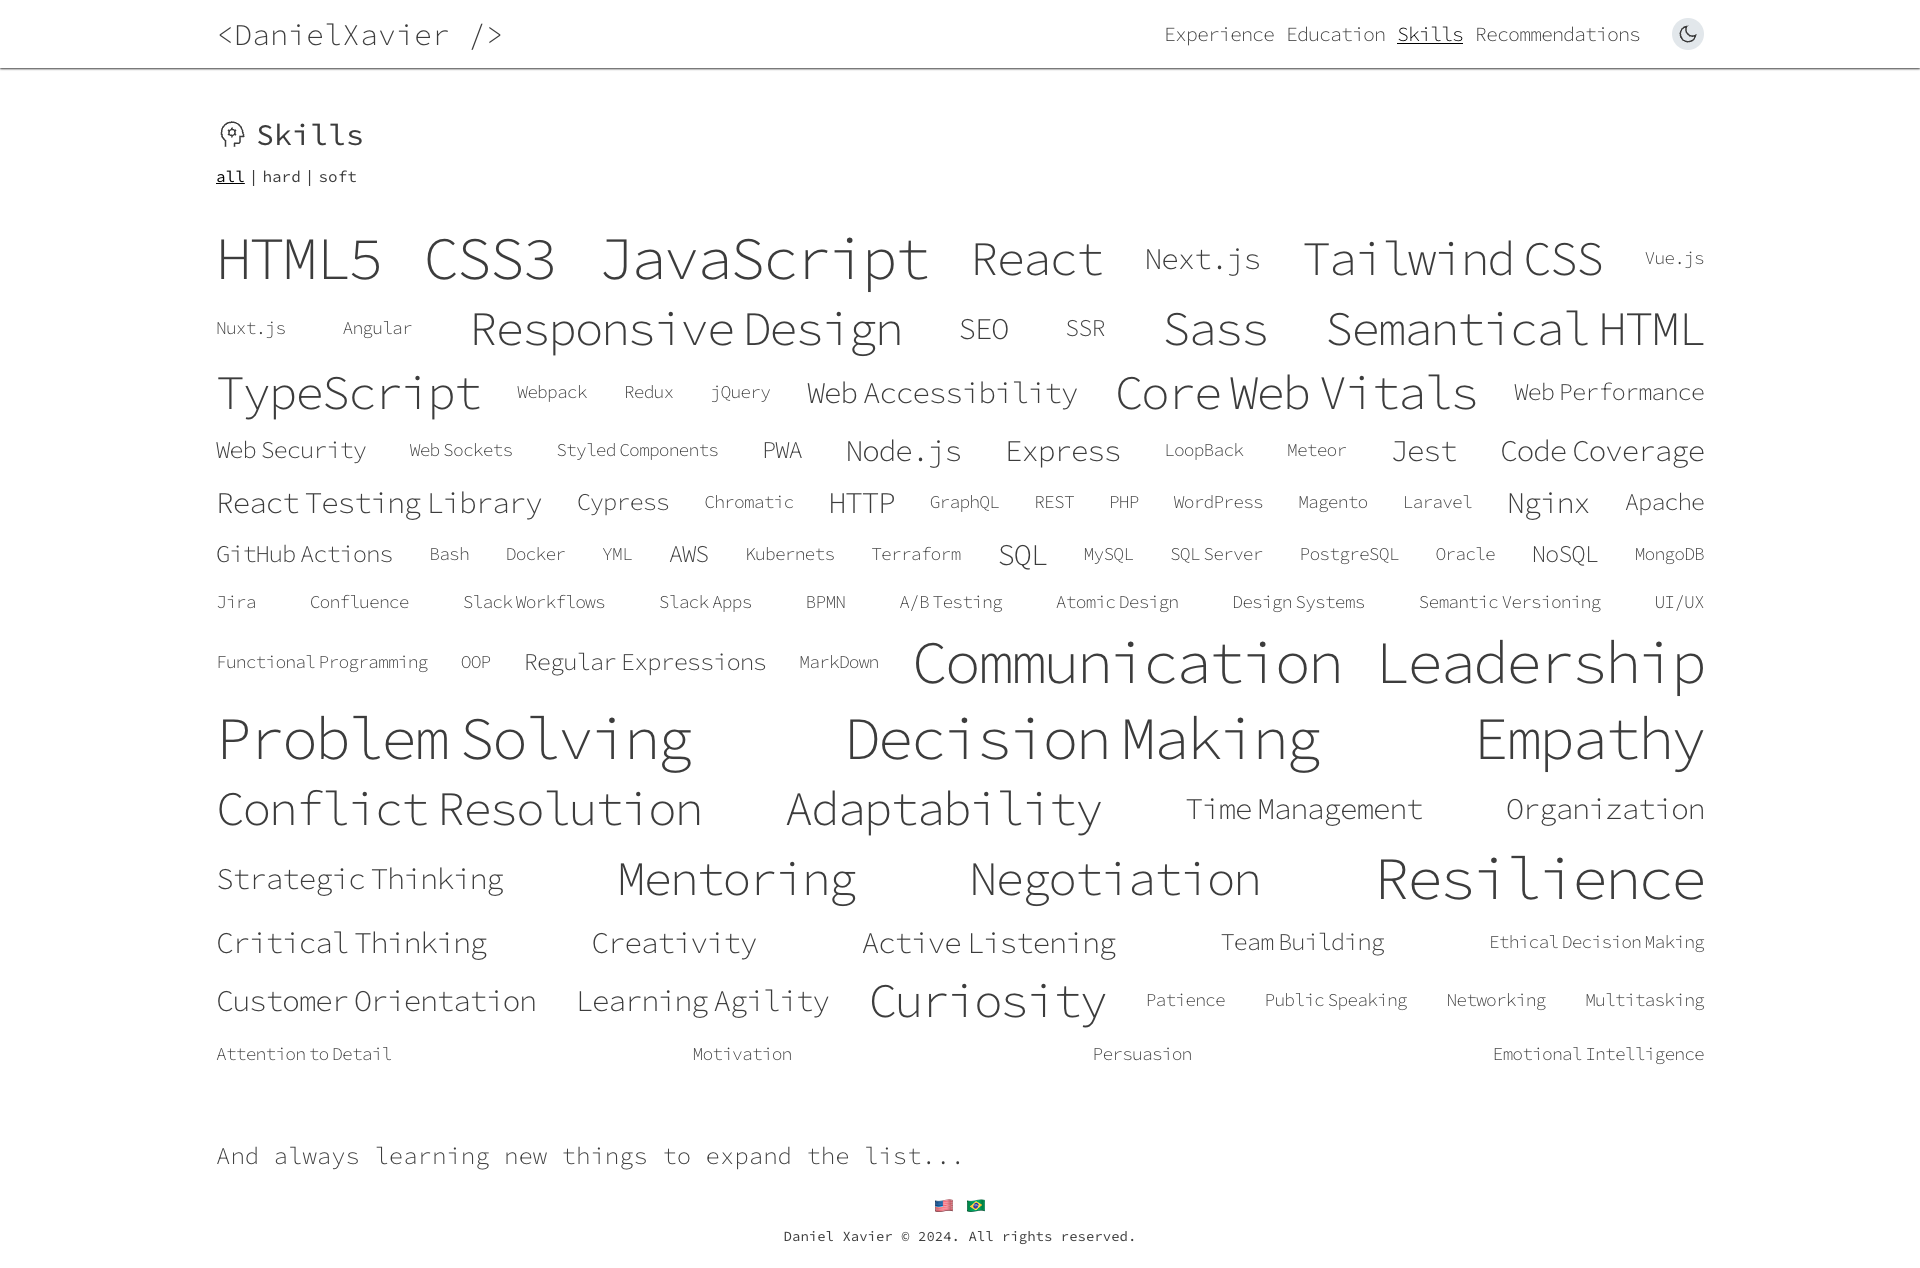 <DanielXavier />
Experience Education Skills Recommendations
Skills
all | hard | soft
HTML5 CSS3 JavaScript React Next.js Tailwind CSS Vue.js
Nuxt.js Angular Responsive Design SEO SSR Sass Semantical HTML
TypeScript Webpack Redux jQuery Web Accessibility Core Web Vitals Web Performance
Web Security Web Sockets Styled Components PWA Node.js Express LoopBack Meteor Jest Code Coverage
React Testing Library Cypress Chromatic HTTP GraphQL REST PHP WordPress Magento Laravel Nginx Apache
GitHub Actions Bash Docker YML AWS Kubernets Terraform SQL MySQL SQL Server PostgreSQL Oracle NoSQL MongoDB
Jira Confluence Slack Workflows Slack Apps BPMN A/B Testing Atomic Design Design Systems Semantic Versioning UI/UX
Functional Programming OOP Regular Expressions MarkDown Communication Leadership
Problem Solving Decision Making Empathy
Conflict Resolution Adaptability Time Management Organization
Strategic Thinking Mentoring Negotiation Resilience
Critical Thinking Creativity Active Listening Team Building Ethical Decision Making
Customer Orientation Learning Agility Curiosity Patience Public Speaking Networking Multitasking
Attention to Detail Motivation Persuasion Emotional Intelligence
And always learning new things to expand the list...
Daniel Xavier © 2024. All rights reserved.